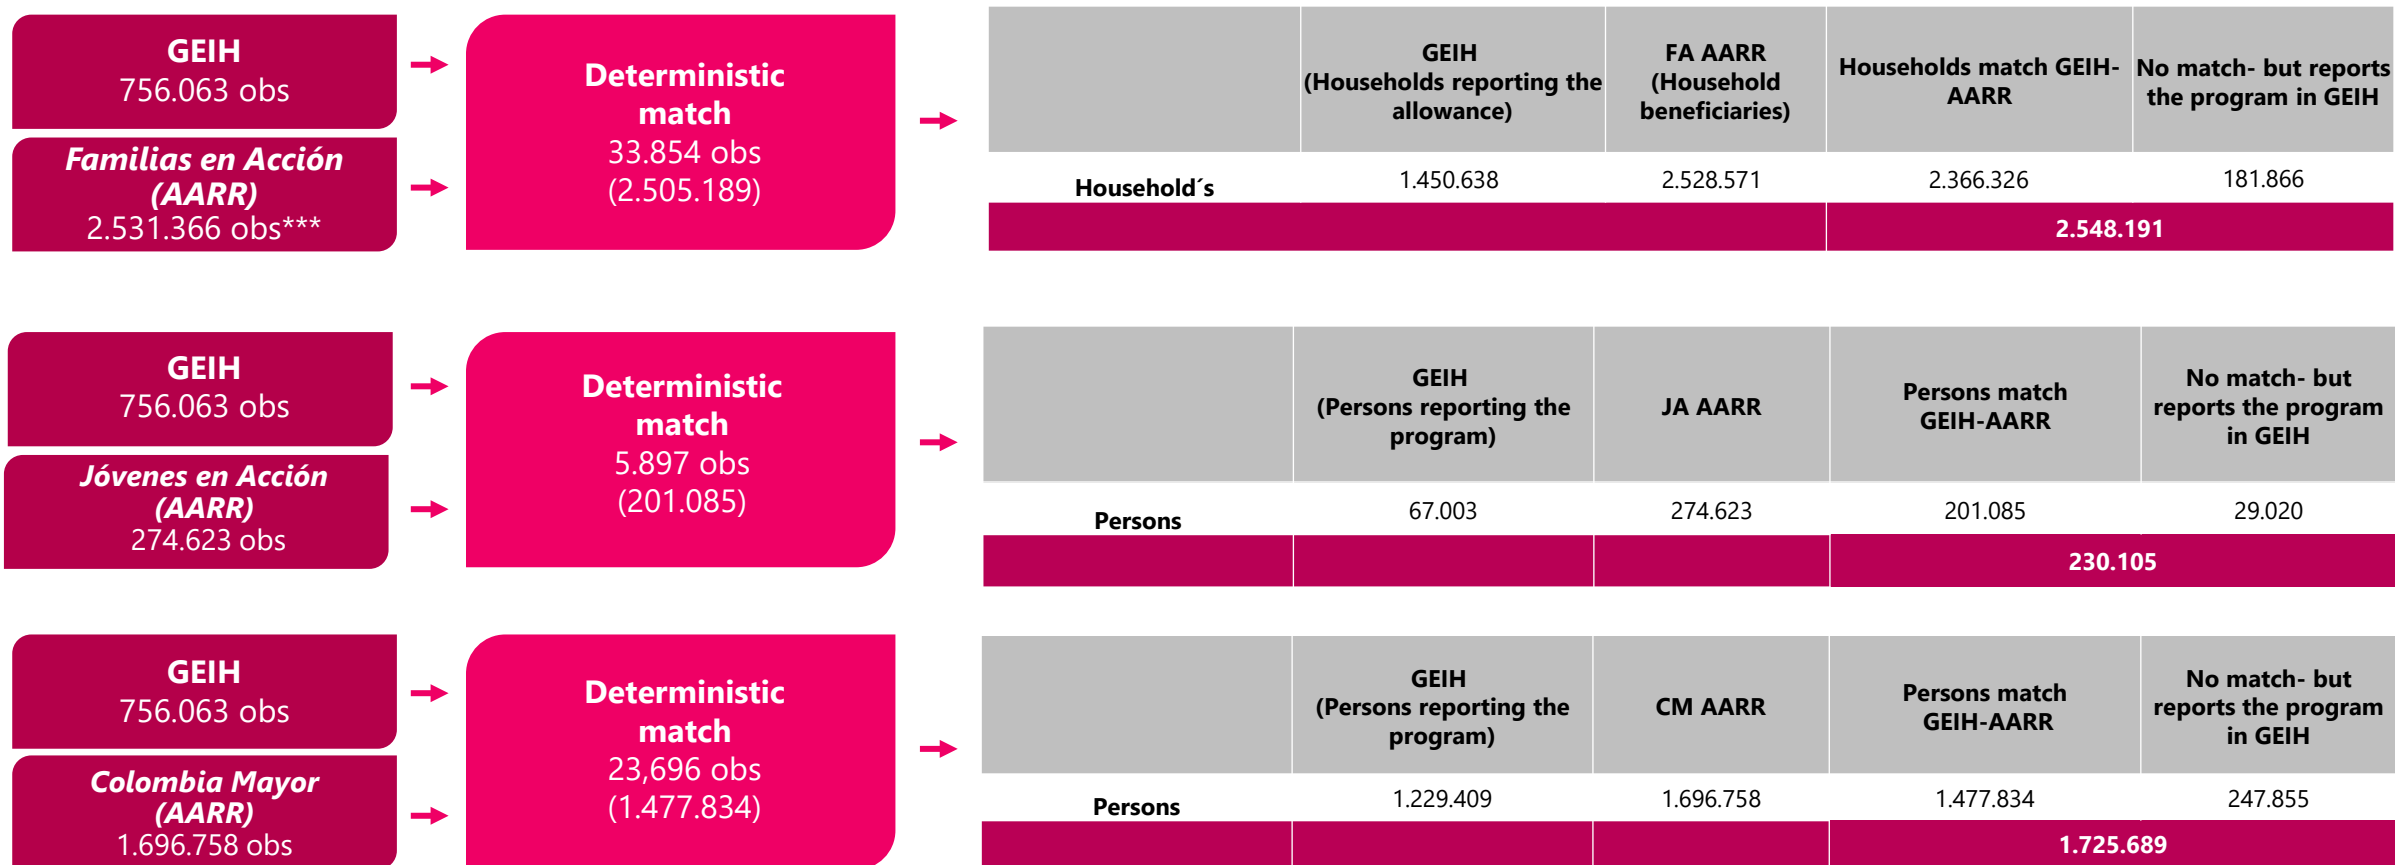 GEIH
756.063 obs
Familias en Acción
(AARR)
2.531.366 obs***
Deterministic
match
33.854 obs
(2.505.189)
GEIH
(Households reporting the
allowance)
FA AARR
(Household
beneficiaries)
Households match GEIH-
AARR
No match- but reports
the program in GEIH
Household´s
1.450.638
2.528.571
2.366.326
181.866
2.548.191
GEIH
756.063 obs
Jóvenes en Acción
(AARR)
274.623 obs
Deterministic
match
5.897 obs
(201.085)
GEIH
(Persons reporting the
program)
JA AARR
Persons match
GEIH-AARR
No match- but
reports the program
in GEIH
Persons
67.003
274.623
201.085
29.020
230.105
GEIH
756.063 obs
Colombia Mayor
(AARR)
1.696.758 obs
Deterministic
match
23,696 obs
(1.477.834)
GEIH
(Persons reporting the
program)
CM AARR
Persons match
GEIH-AARR
No match- but
reports the program
in GEIH
Persons
1.229.409
1.696.758
1.477.834
247.855
1.725.689